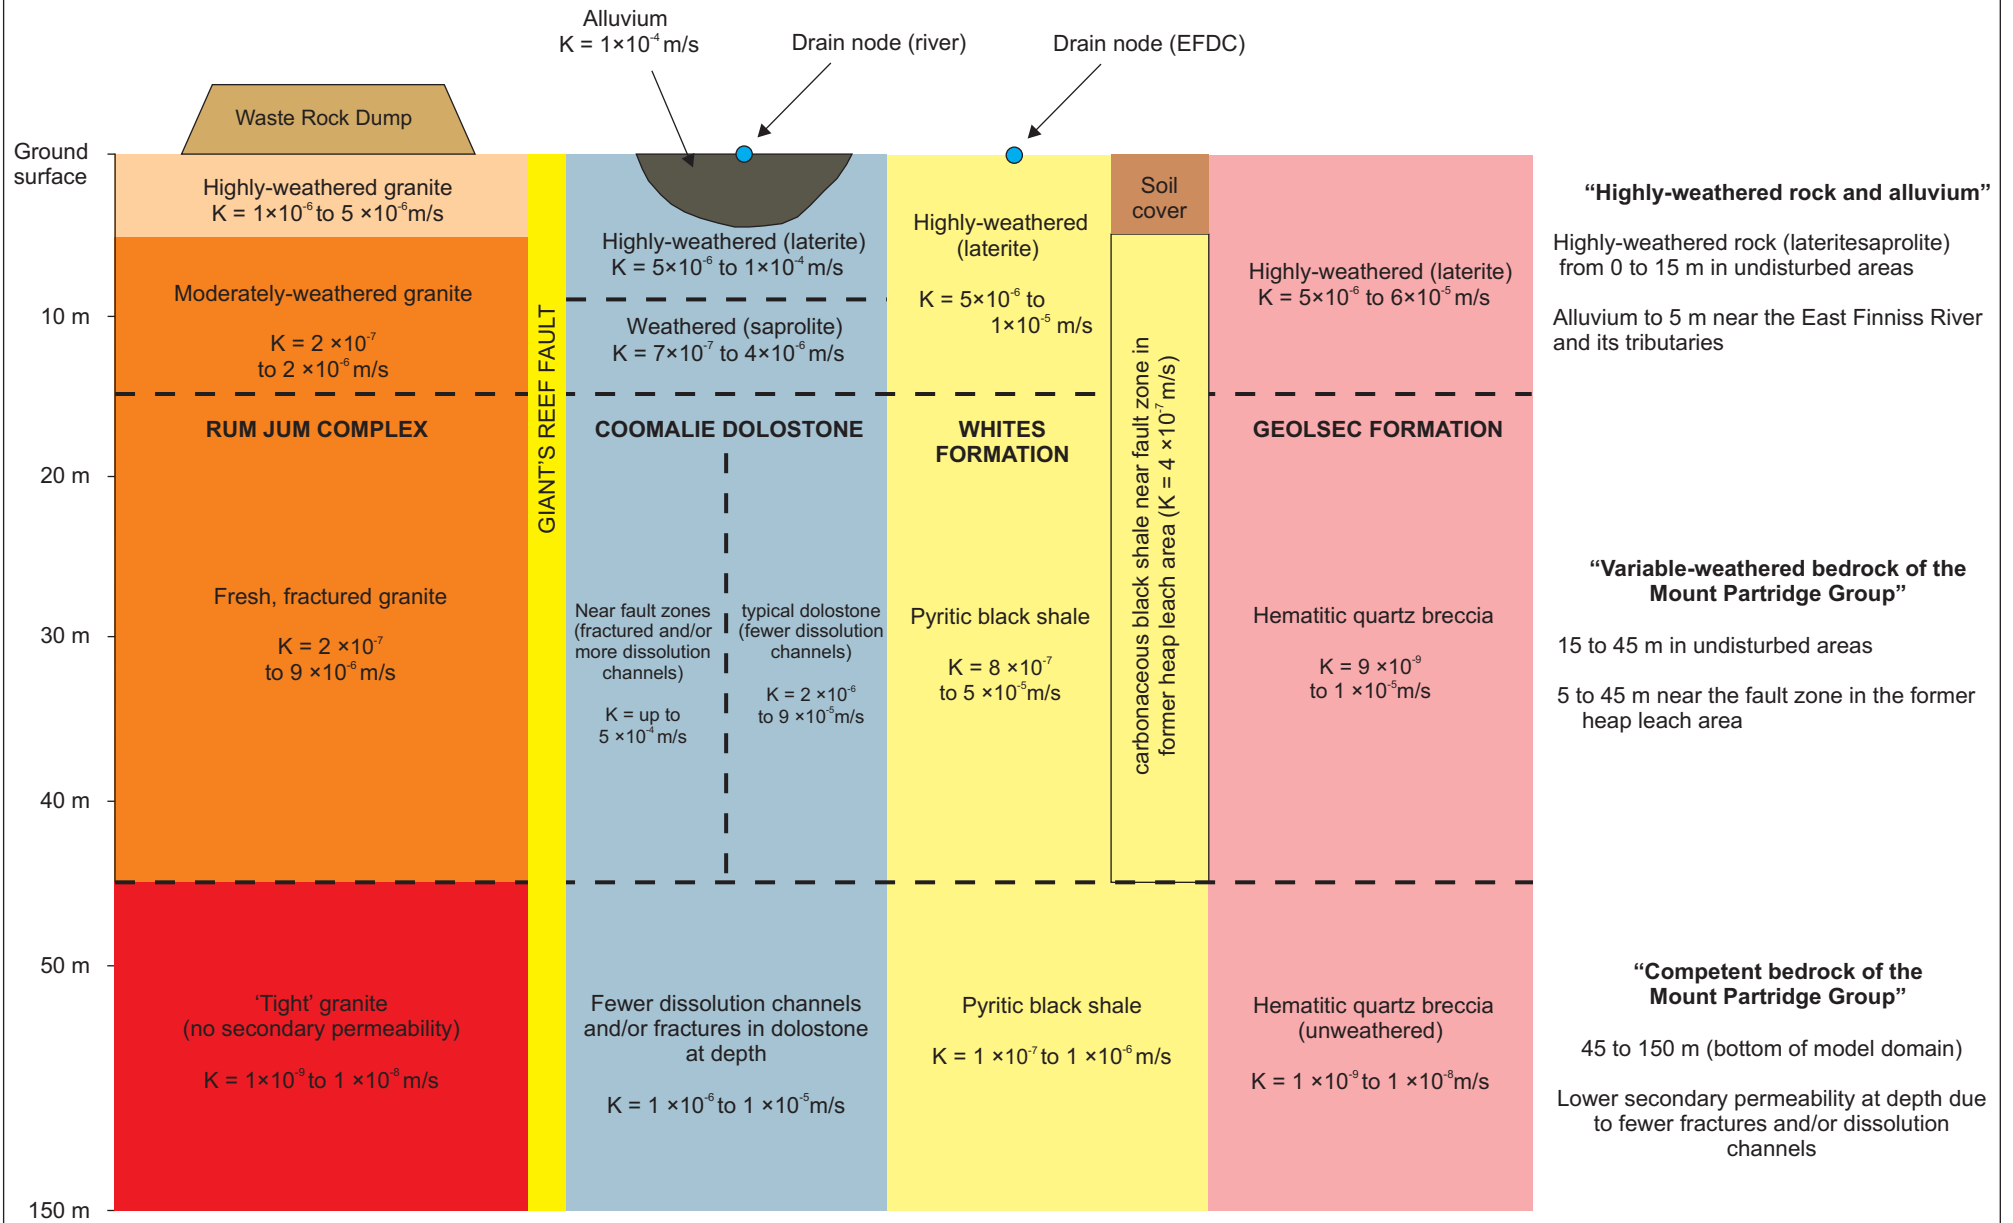 Alluvium
K = 1×10⁻⁴ m/s
Drain node (river)
Drain node (EFDC)
Waste Rock Dump
Ground
surface
10 m
20 m
30 m
40 m
50 m
150 m
Highly-weathered granite
K = 1×10⁻⁶ to 5 ×10⁻⁶ m/s
Moderately-weathered granite
K = 2 ×10⁻⁷
to 2 ×10⁻⁶ m/s
RUM JUM COMPLEX
Fresh, fractured granite
K = 2 ×10⁻⁷
to 9 ×10⁻⁶ m/s
‘Tight’ granite
(no secondary permeability)
K = 1×10⁻⁹ to 1 ×10⁻⁸ m/s
GIANT'S REEF FAULT
Highly-weathered (laterite)
K = 5×10⁻⁶ to 1×10⁻⁴ m/s
Weathered (saprolite)
K = 7×10⁻⁷ to 4×10⁻⁶ m/s
COOMALIE DOLOSTONE
Near fault zones
(fractured and/or
more dissolution
channels)
K = up to
5 ×10⁻⁴ m/s
typical dolostone
(fewer dissolution
channels)
K = 2 ×10⁻⁶
to 9 ×10⁻⁵ m/s
Fewer dissolution channels
and/or fractures in dolostone
at depth
K = 1 ×10⁻⁶ to 1 ×10⁻⁵ m/s
Highly-weathered
(laterite)
K = 5×10⁻⁶ to
1×10⁻⁵ m/s
WHITES
FORMATION
Pyritic black shale
K = 8 ×10⁻⁷
to 5 ×10⁻⁵ m/s
Pyritic black shale
K = 1 ×10⁻⁷ to 1 ×10⁻⁶ m/s
Soil
cover
carbonaceous black shale near fault zone in
former heap leach area (K = 4 ×10⁻⁷ m/s)
Highly-weathered (laterite)
K = 5×10⁻⁶ to 6×10⁻⁵ m/s
GEOLSEC FORMATION
Hematitic quartz breccia
K = 9 ×10⁻⁹
to 1 ×10⁻⁵ m/s
Hematitic quartz breccia
(unweathered)
K = 1 ×10⁻⁹ to 1 ×10⁻⁸ m/s
“Highly-weathered rock and alluvium”
Highly-weathered rock (lateritesaprolite)
from 0 to 15 m in undisturbed areas
Alluvium to 5 m near the East Finniss River
and its tributaries
“Variable-weathered bedrock of the
Mount Partridge Group”
15 to 45 m in undisturbed areas
5 to 45 m near the fault zone in the former
heap leach area
“Competent bedrock of the
Mount Partridge Group”
45 to 150 m (bottom of model domain)
Lower secondary permeability at depth due
to fewer fractures and/or dissolution
channels